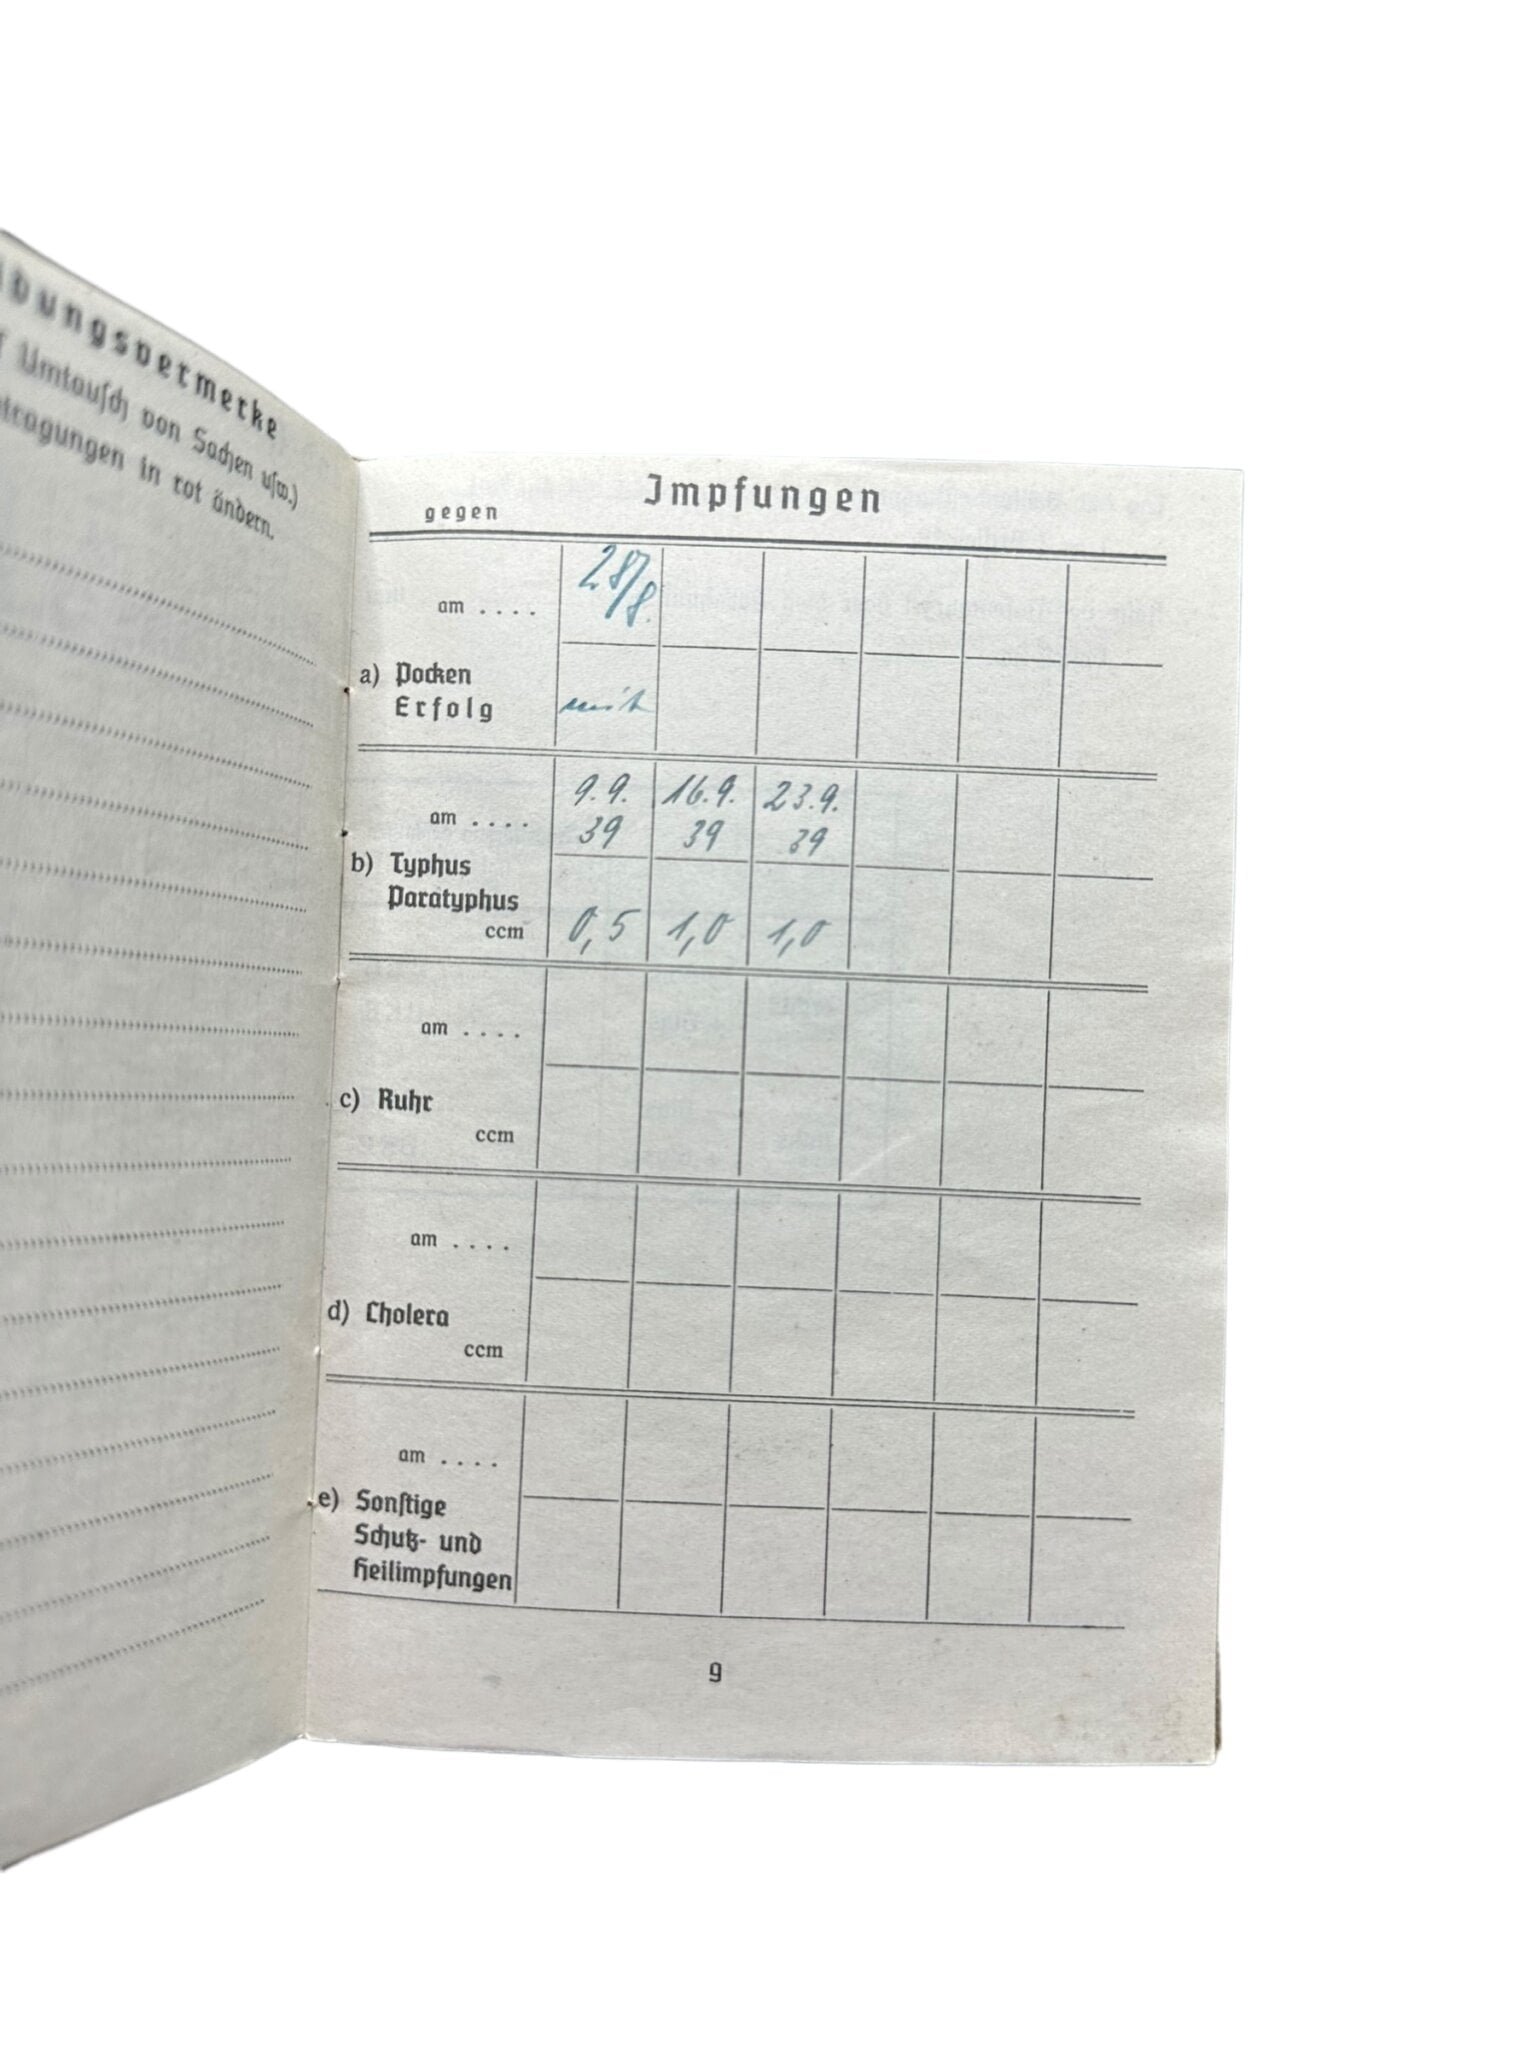 Umtausch von Sachen usw.)
in rot ändern.
Impfungen
gegen
am .... 28/8.
a) Pocken
Erfolg mit
am .... 9.9. 16.9. 23.9.
39 39 39
b) Typhus
Paratyphus
ccm 0,5 1,0 1,0
am ....
c) Ruhr
ccm
am ....
d) Cholera
ccm
am ....
e) Sonstige
Schutz- und
Heilimpfungen
9